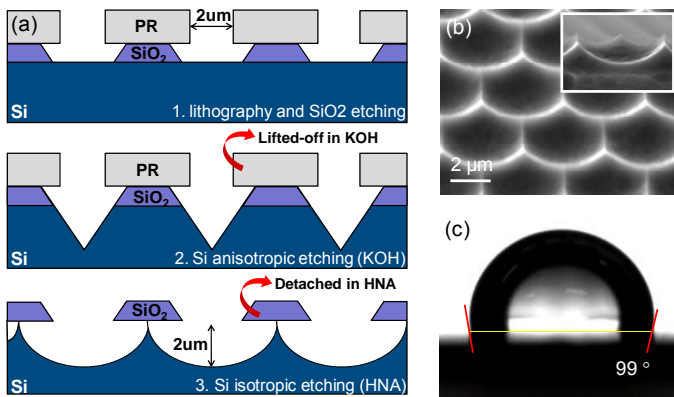 (a)
2um
PR
SiO2
Si
1. lithography and SiO2 etching
Lifted-off in KOH
PR
SiO2
Si
2. Si anisotropic etching (KOH)
Detached in HNA
SiO2
2um
Si
3. Si isotropic etching (HNA)
(b)
2 µm
(c)
99 °